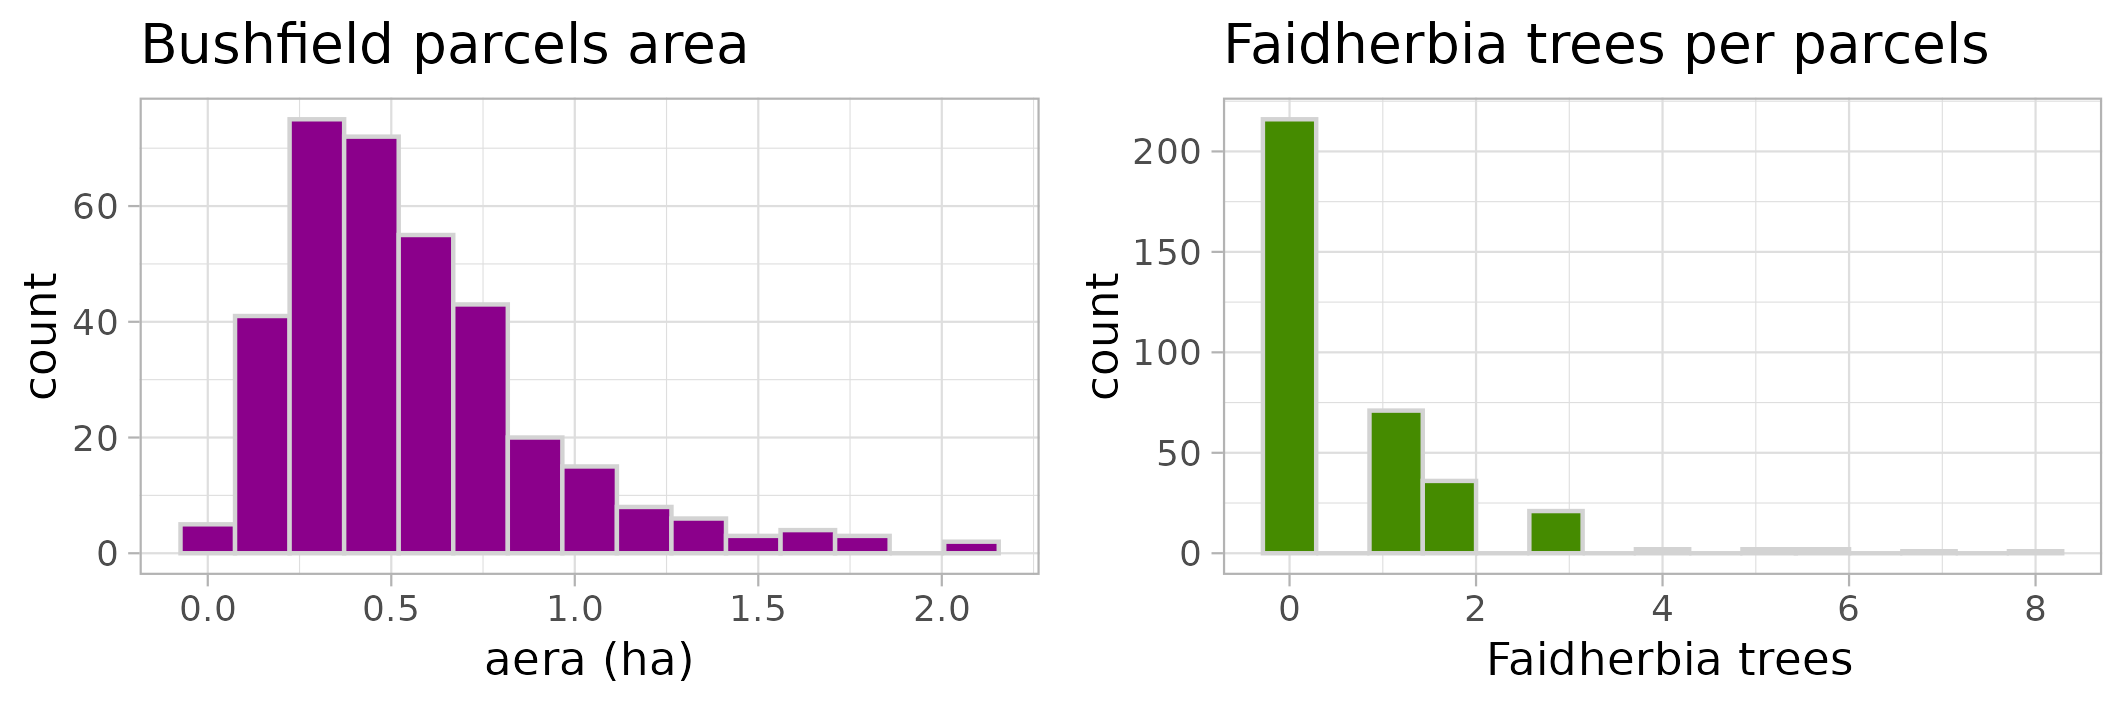 Bushfield parcels area
count
60
40
20
0
0.0 0.5 1.0 1.5 2.0
aera (ha)
Faidherbia trees per parcels
count
200
150
100
50
0
0 2 4 6 8
Faidherbia trees